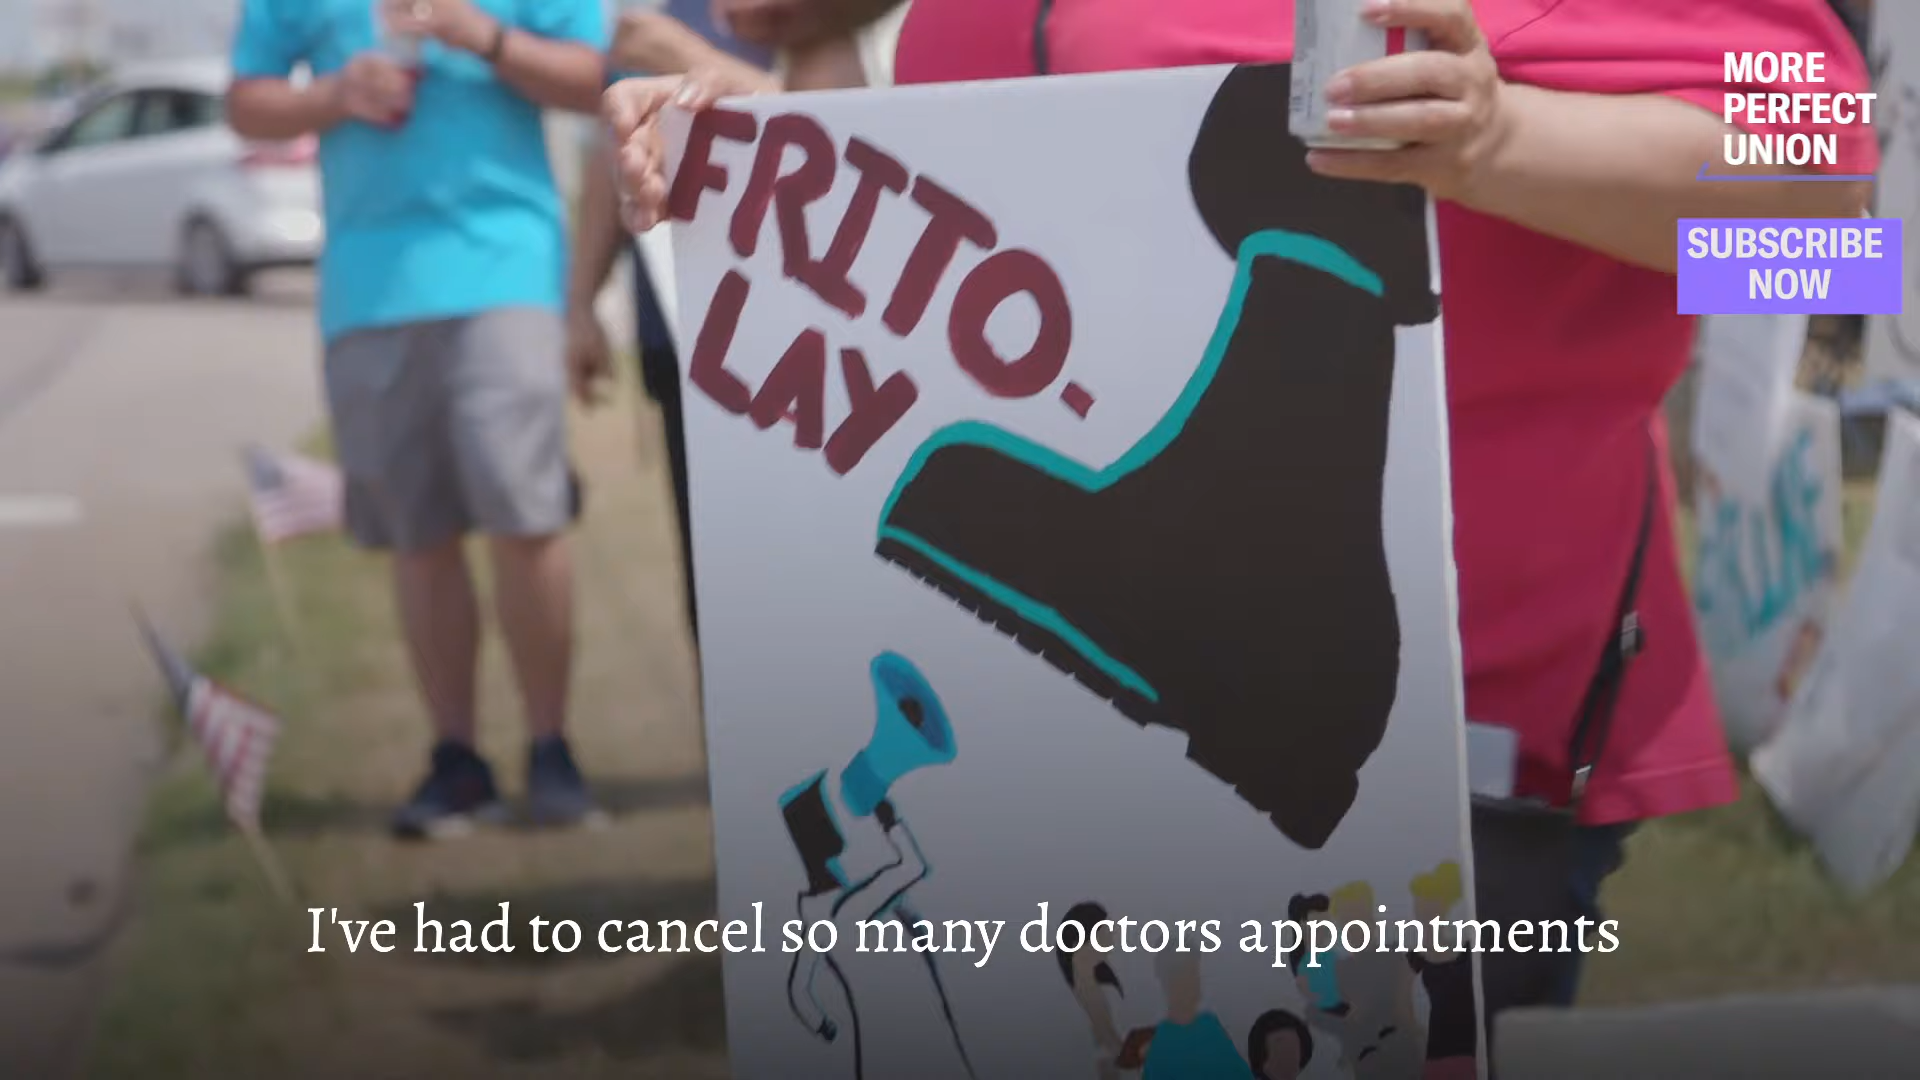 MORE
PERFECT
UNION
SUBSCRIBE
NOW
FRITO-
LAY
I've had to cancel so many doctors appointments